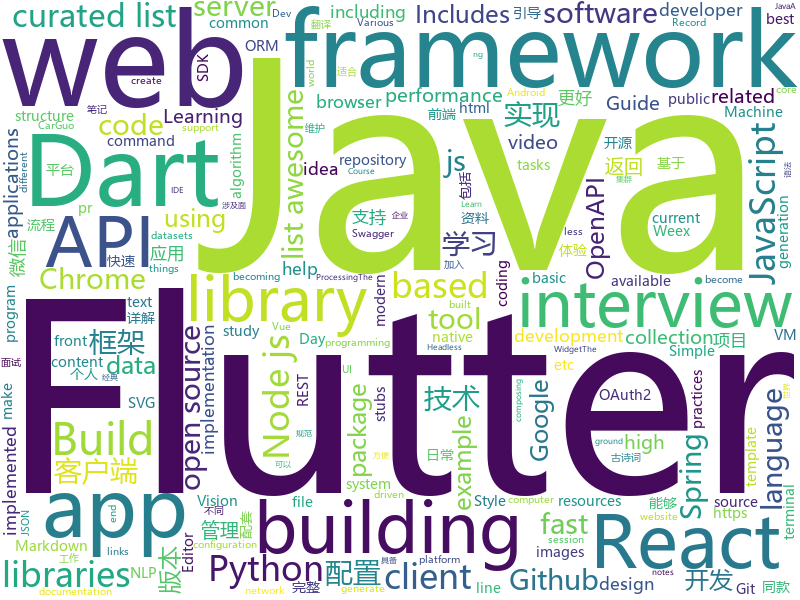 curated list
server
Includes
software
developer
including
common
引导
翻译
Dev
Various
JavaA
best
Record
适合
web
Java
framework
SDK
ORM
create
笔记
structure
CarGuo
Learning
browser
performance
Guide
public
related
Android
world
core
code
html
实现
更好
Machine
前端
维护
support
command
list awesome
idea
video
开源
JavaScript
applications
different
平台
Dart
algorithm
js
repository
tasks
返回
基于
集群
语法
IDE
涉及面
pr
using
支持
包括
资料
current
Weex
流程
微信
API
datasets
Swagger
OpenAPI
学习
企业
Learn
Course
快速
应用
help
less
体验
加入
generation
Chrome
becoming
ProcessingThe
modern
coding
basic
available
become
things
library
based
interview
program
text
详解
study
Day
native
tool
built
Vue
programming
collection
项目
front
框架
Node js
Simple
development
面试
content
data
Flutter
VM
个人
经典
open source
implementation
package
UI
Headless
WidgetThe
etc
practices
SVG
REST
Google
OAuth2
implemented
make
Build
stubs
example
composing
ground
古诗词
template
世界
技术
high
Spring
language
客户端
规范
可以
日常
system
driven
file
source
方便
app
building
React
Style
computer
resources
JSON
end
links
版本
管理
配套
Vision
不同
Editor
fast
images
website
https
terminal
Markdown
工作
NLP
session
configuration
platform
ng
line
Git
同款
libraries
Python
完整
配置
client
Github
design
开发
具备
notes
documentation
network
generate
能够